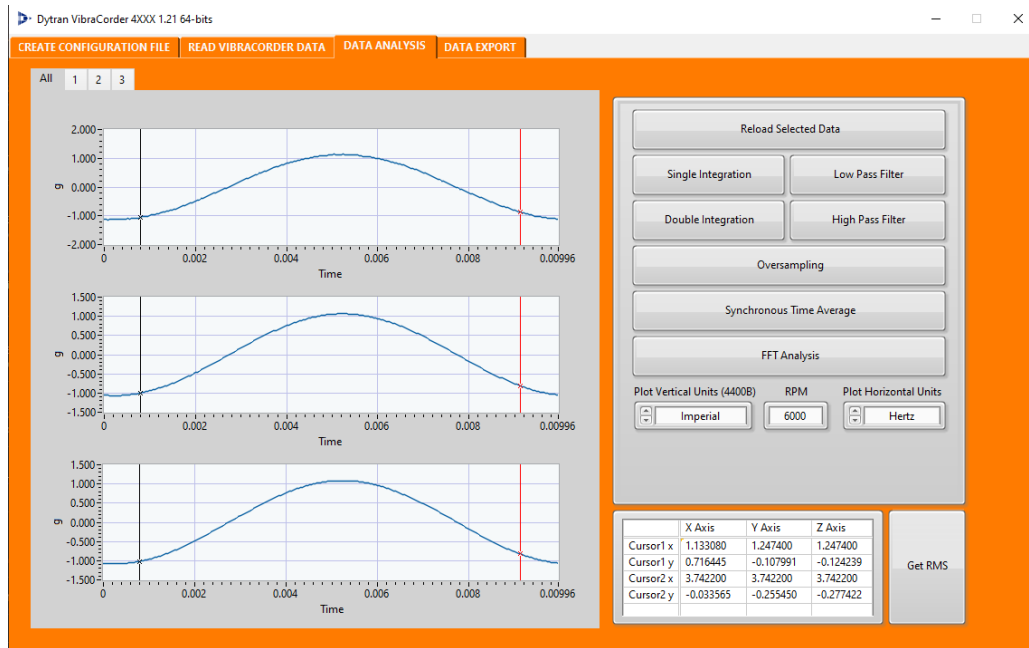 Dytran VibraCorder 4XXX 1.21 64-bits
CREATE CONFIGURATION FILE READ VIBRACORDER DATA DATA ANALYSIS DATA EXPORT
All 1 2 3
2.000
1.000
g 0.000
-1.000
-2.000
0 0.002 0.004 0.006 0.008 0.00996
Time
1.500
1.000
0.500
g 0.000
-0.500
-1.000
-1.500
0 0.002 0.004 0.006 0.008 0.00996
Time
1.500
1.000
0.500
g 0.000
-0.500
-1.000
-1.500
0 0.002 0.004 0.006 0.008 0.00996
Time
Reload Selected Data
Single Integration Low Pass Filter
Double Integration High Pass Filter
Oversampling
Synchronous Time Average
FFT Analysis
Plot Vertical Units (4400B) RPM Plot Horizontal Units
Imperial 6000 Hertz
X Axis Y Axis Z Axis
Cursor1 x 1.133080 1.247400 1.247400
Cursor1 y 0.716445 -0.107991 -0.124239
Cursor2 x 3.742200 3.742200 3.742200
Cursor2 y -0.033565 -0.255450 -0.277422
Get RMS